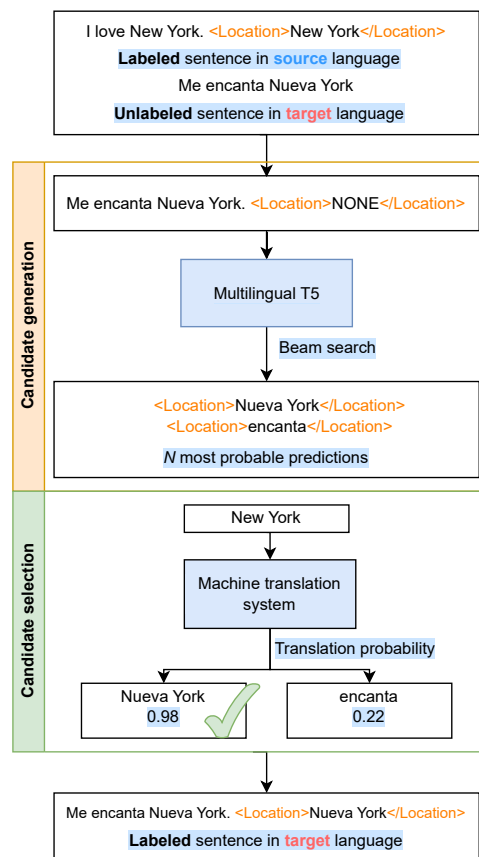 I love New York. <Location>New York</Location>
Labeled sentence in source language
Me encanta Nueva York
Unlabeled sentence in target language
Candidate generation
Me encanta Nueva York. <Location>NONE</Location>
Multilingual T5
Beam search
<Location>Nueva York</Location>
<Location>encanta</Location>
N most probable predictions
Candidate selection
New York
Machine translation
system
Translation probability
Nueva York
0.98
encanta
0.22
Me encanta Nueva York. <Location>Nueva York</Location>
Labeled sentence in target language